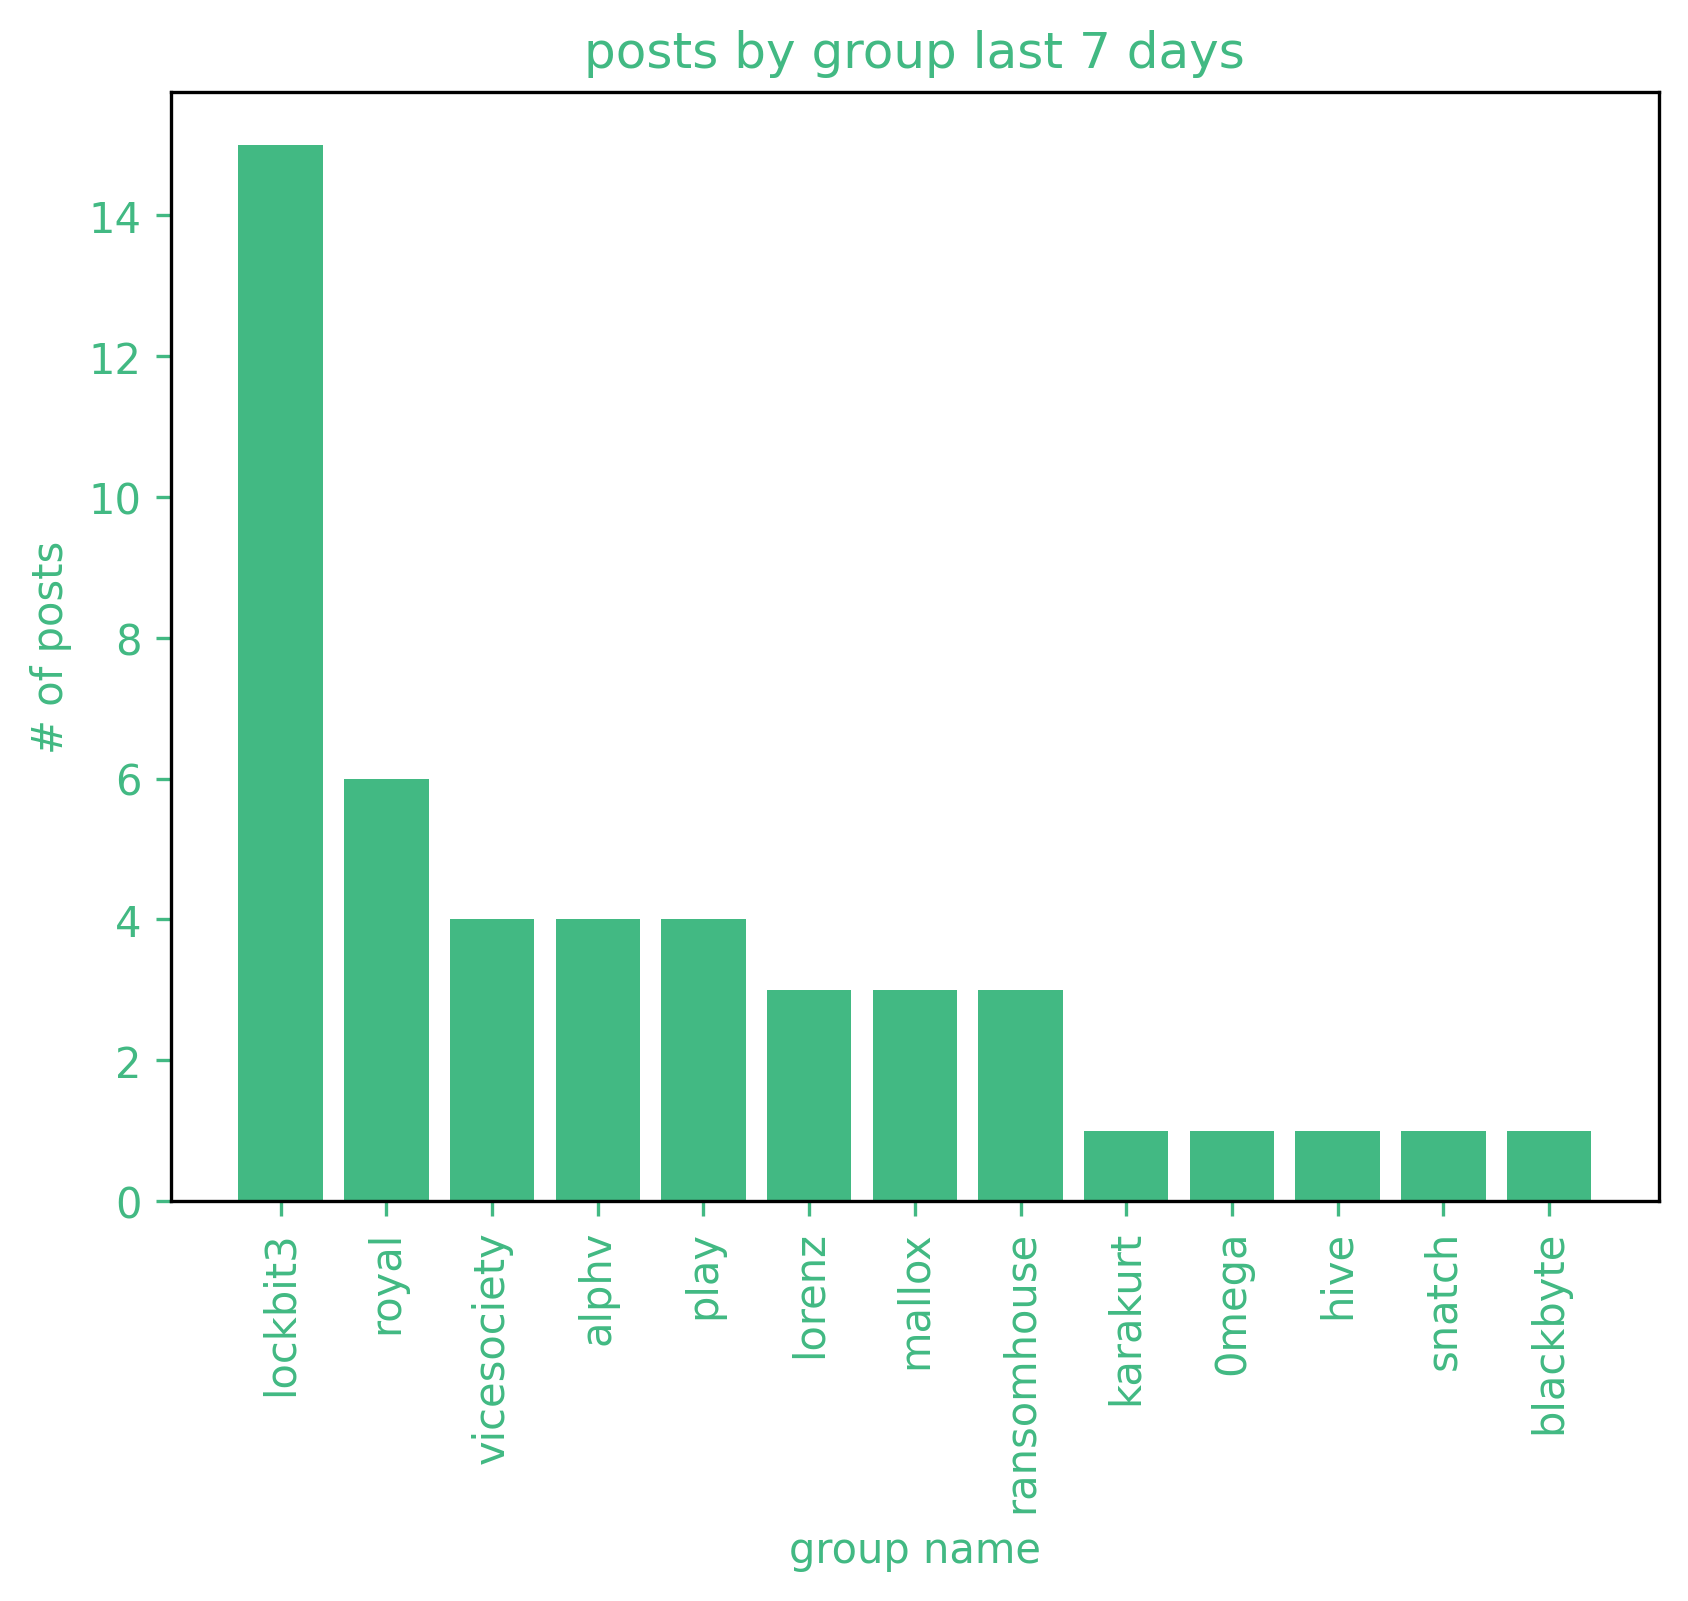 posts by group last 7 days
# of posts
14
12
10
8
6
4
2
0
lockbit3
royal
vicesociety
alphv
play
lorenz
mallox
ransomhouse
karakurt
0mega
hive
snatch
blackbyte
group name